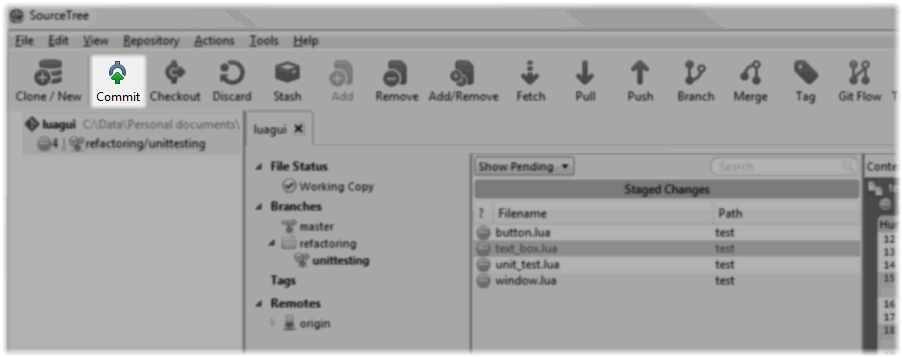 SourceTree
File Edit View Repository Actions Tools Help
Clone / New Commit Checkout Discard Stash Add Remove Add/Remove Fetch Pull Push Branch Merge Tag Git Flow
luagui C:\Data\Personal documents\
4 refactoring/unittesting
luagui
File Status
Working Copy
Branches
master
refactoring
unittesting
Tags
Remotes
origin
Show Pending
Search
Staged Changes
? Filename Path
button.lua test
text_box.lua test
unit_test.lua test
window.lua test
Conte
12
13
14
15
16
17
18